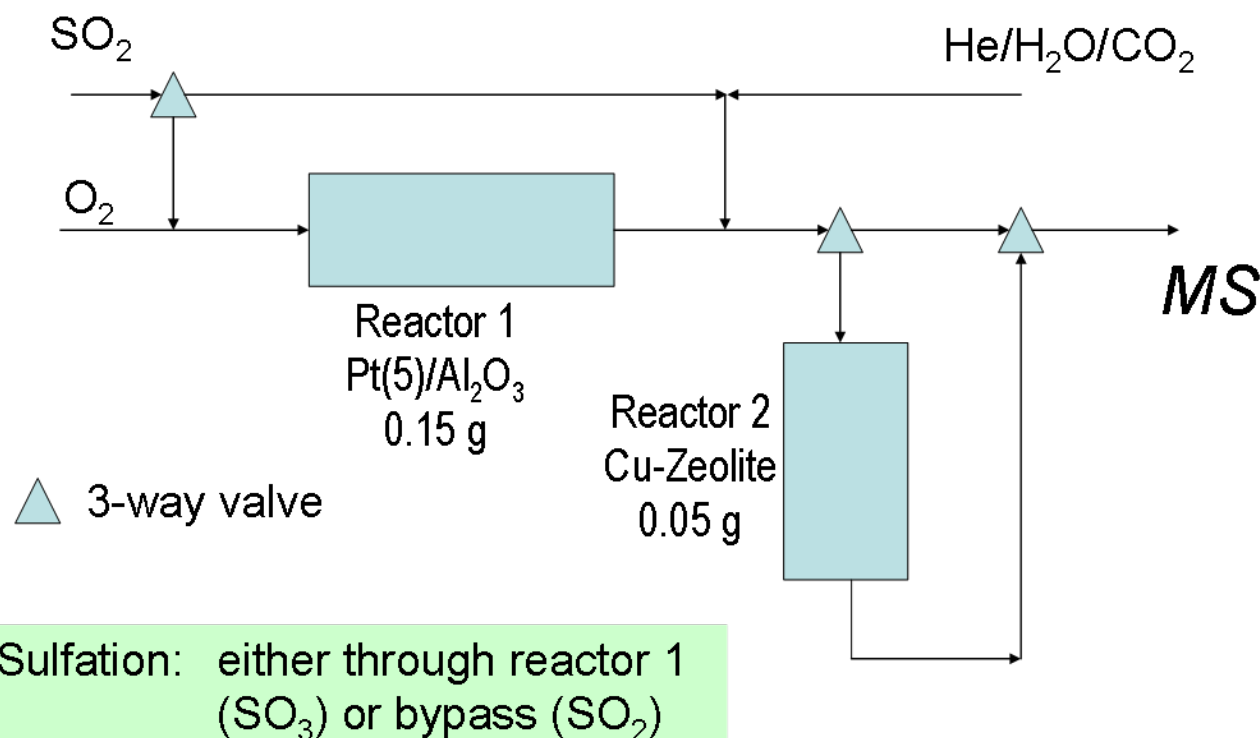 SO₂
He/H₂O/CO₂
O₂
Reactor 1
Pt(5)/Al₂O₃
0.15 g
MS
Reactor 2
Cu-Zeolite
0.05 g
3-way valve
Sulfation: either through reactor 1
(SO₃) or bypass (SO₂)